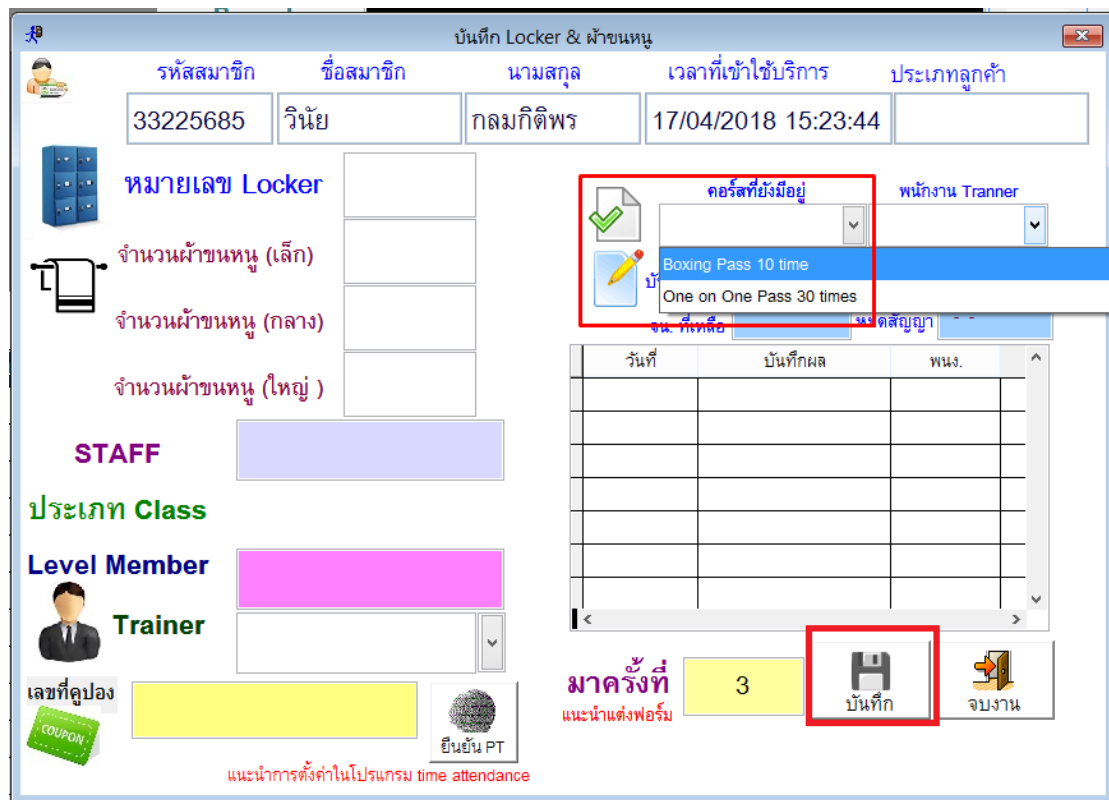 บันทึก Locker & ผ้าขนหนู
รหัสสมาชิก ชื่อสมาชิก นามสกุล เวลาที่เข้าใช้บริการ ประเภทลูกค้า
33225685 วินัย กลมกิติพร 17/04/2018 15:23:44
หมายเลข Locker
คอร์สที่ยังมีอยู่ พนักงาน Tranner
จำนวนผ้าขนหนู (เล็ก)
Boxing Pass 10 time
One on One Pass 30 times
จำนวนผ้าขนหนู (กลาง)
จน. ที่เหลือ
วันที่ บันทึกผล พนง.
จำนวนผ้าขนหนู (ใหญ่ )
STAFF
ประเภท Class
Level Member
Trainer
มาครั้งที่ 3 บันทึก จบงาน
แนะนำแต่งฟอร์ม
เลขที่คูปอง
COUPON
ยืนยัน PT
แนะนำการตั้งค่าในโปรแกรม time attendance